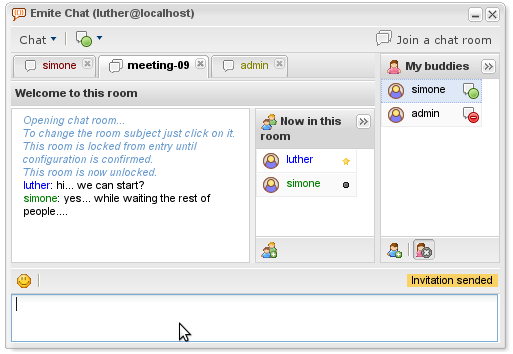 Emite Chat (luther@localhost)
Chat
Join a chat room
simone
meeting-09
admin
Welcome to this room
Opening chat room...
To change the room subject just click on it.
This room is locked from entry until
configuration is confirmed.
This room is now unlocked.
luther: hi... we can start?
simone: yes... while waiting the rest of
people....
Now in this
room
luther
simone
My buddies
simone
admin
Invitation sended